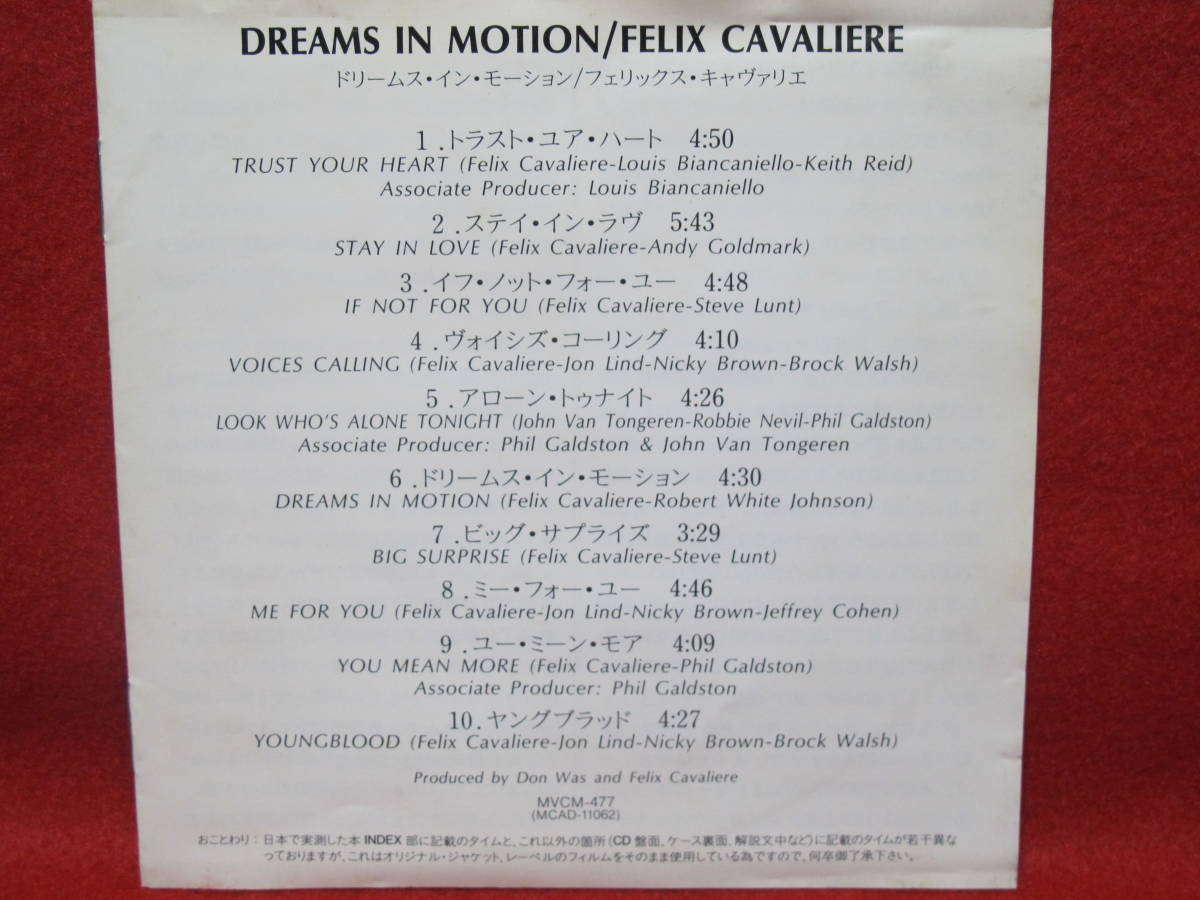 DREAMS IN MOTION/FELIX CAVALIERE
ドリームス・イン・モーション/フェリックス・キャヴァリエ
1.トラスト・ユア・ハート 4:50
TRUST YOUR HEART (Felix Cavaliere-Louis Biancaniello-Keith Reid)
Associate Producer: Louis Biancaniello
2.ステイ・イン・ラヴ 5:43
STAY IN LOVE (Felix Cavaliere-Andy Goldmark)
3.イフ・ノット・フォー・ユー 4:48
IF NOT FOR YOU (Felix Cavaliere-Steve Lunt)
4.ヴォイシズ・コーリング 4:10
VOICES CALLING (Felix Cavaliere-Jon Lind-Nicky Brown-Brock Walsh)
5.アローン・トゥナイト 4:26
LOOK WHO'S ALONE TONIGHT (John Van Tongeren-Robbie Nevil-Phil Galdston)
Associate Producer: Phil Galdston & John Van Tongeren
6.ドリームス・イン・モーション 4:30
DREAMS IN MOTION (Felix Cavaliere-Robert White Johnson)
7.ビッグ・サプライズ 3:29
BIG SURPRISE (Felix Cavaliere-Steve Lunt)
8.ミー・フォー・ユー 4:46
ME FOR YOU (Felix Cavaliere-Jon Lind-Nicky Brown-Jeffrey Cohen)
9.ユー・ミーン・モア 4:09
YOU MEAN MORE (Felix Cavaliere-Phil Galdston)
Associate Producer: Phil Galdston
10.ヤングブラッド 4:27
YOUNGBLOOD (Felix Cavaliere-Jon Lind-Nicky Brown-Brock Walsh)
Produced by Don Was and Felix Cavaliere
MVCM-477
(MCAD-11062)
おことわり:日本で実測した本INDEX部に記載のタイムと、これ以外の箇所(CD盤面、ケース裏面、解説文中など)に記載のタイムが若干異な
っておりますが、これはオリジナル・ジャケット、レーベルのフィルムをそのまま使用している為ですので、何卒御了承下さい。